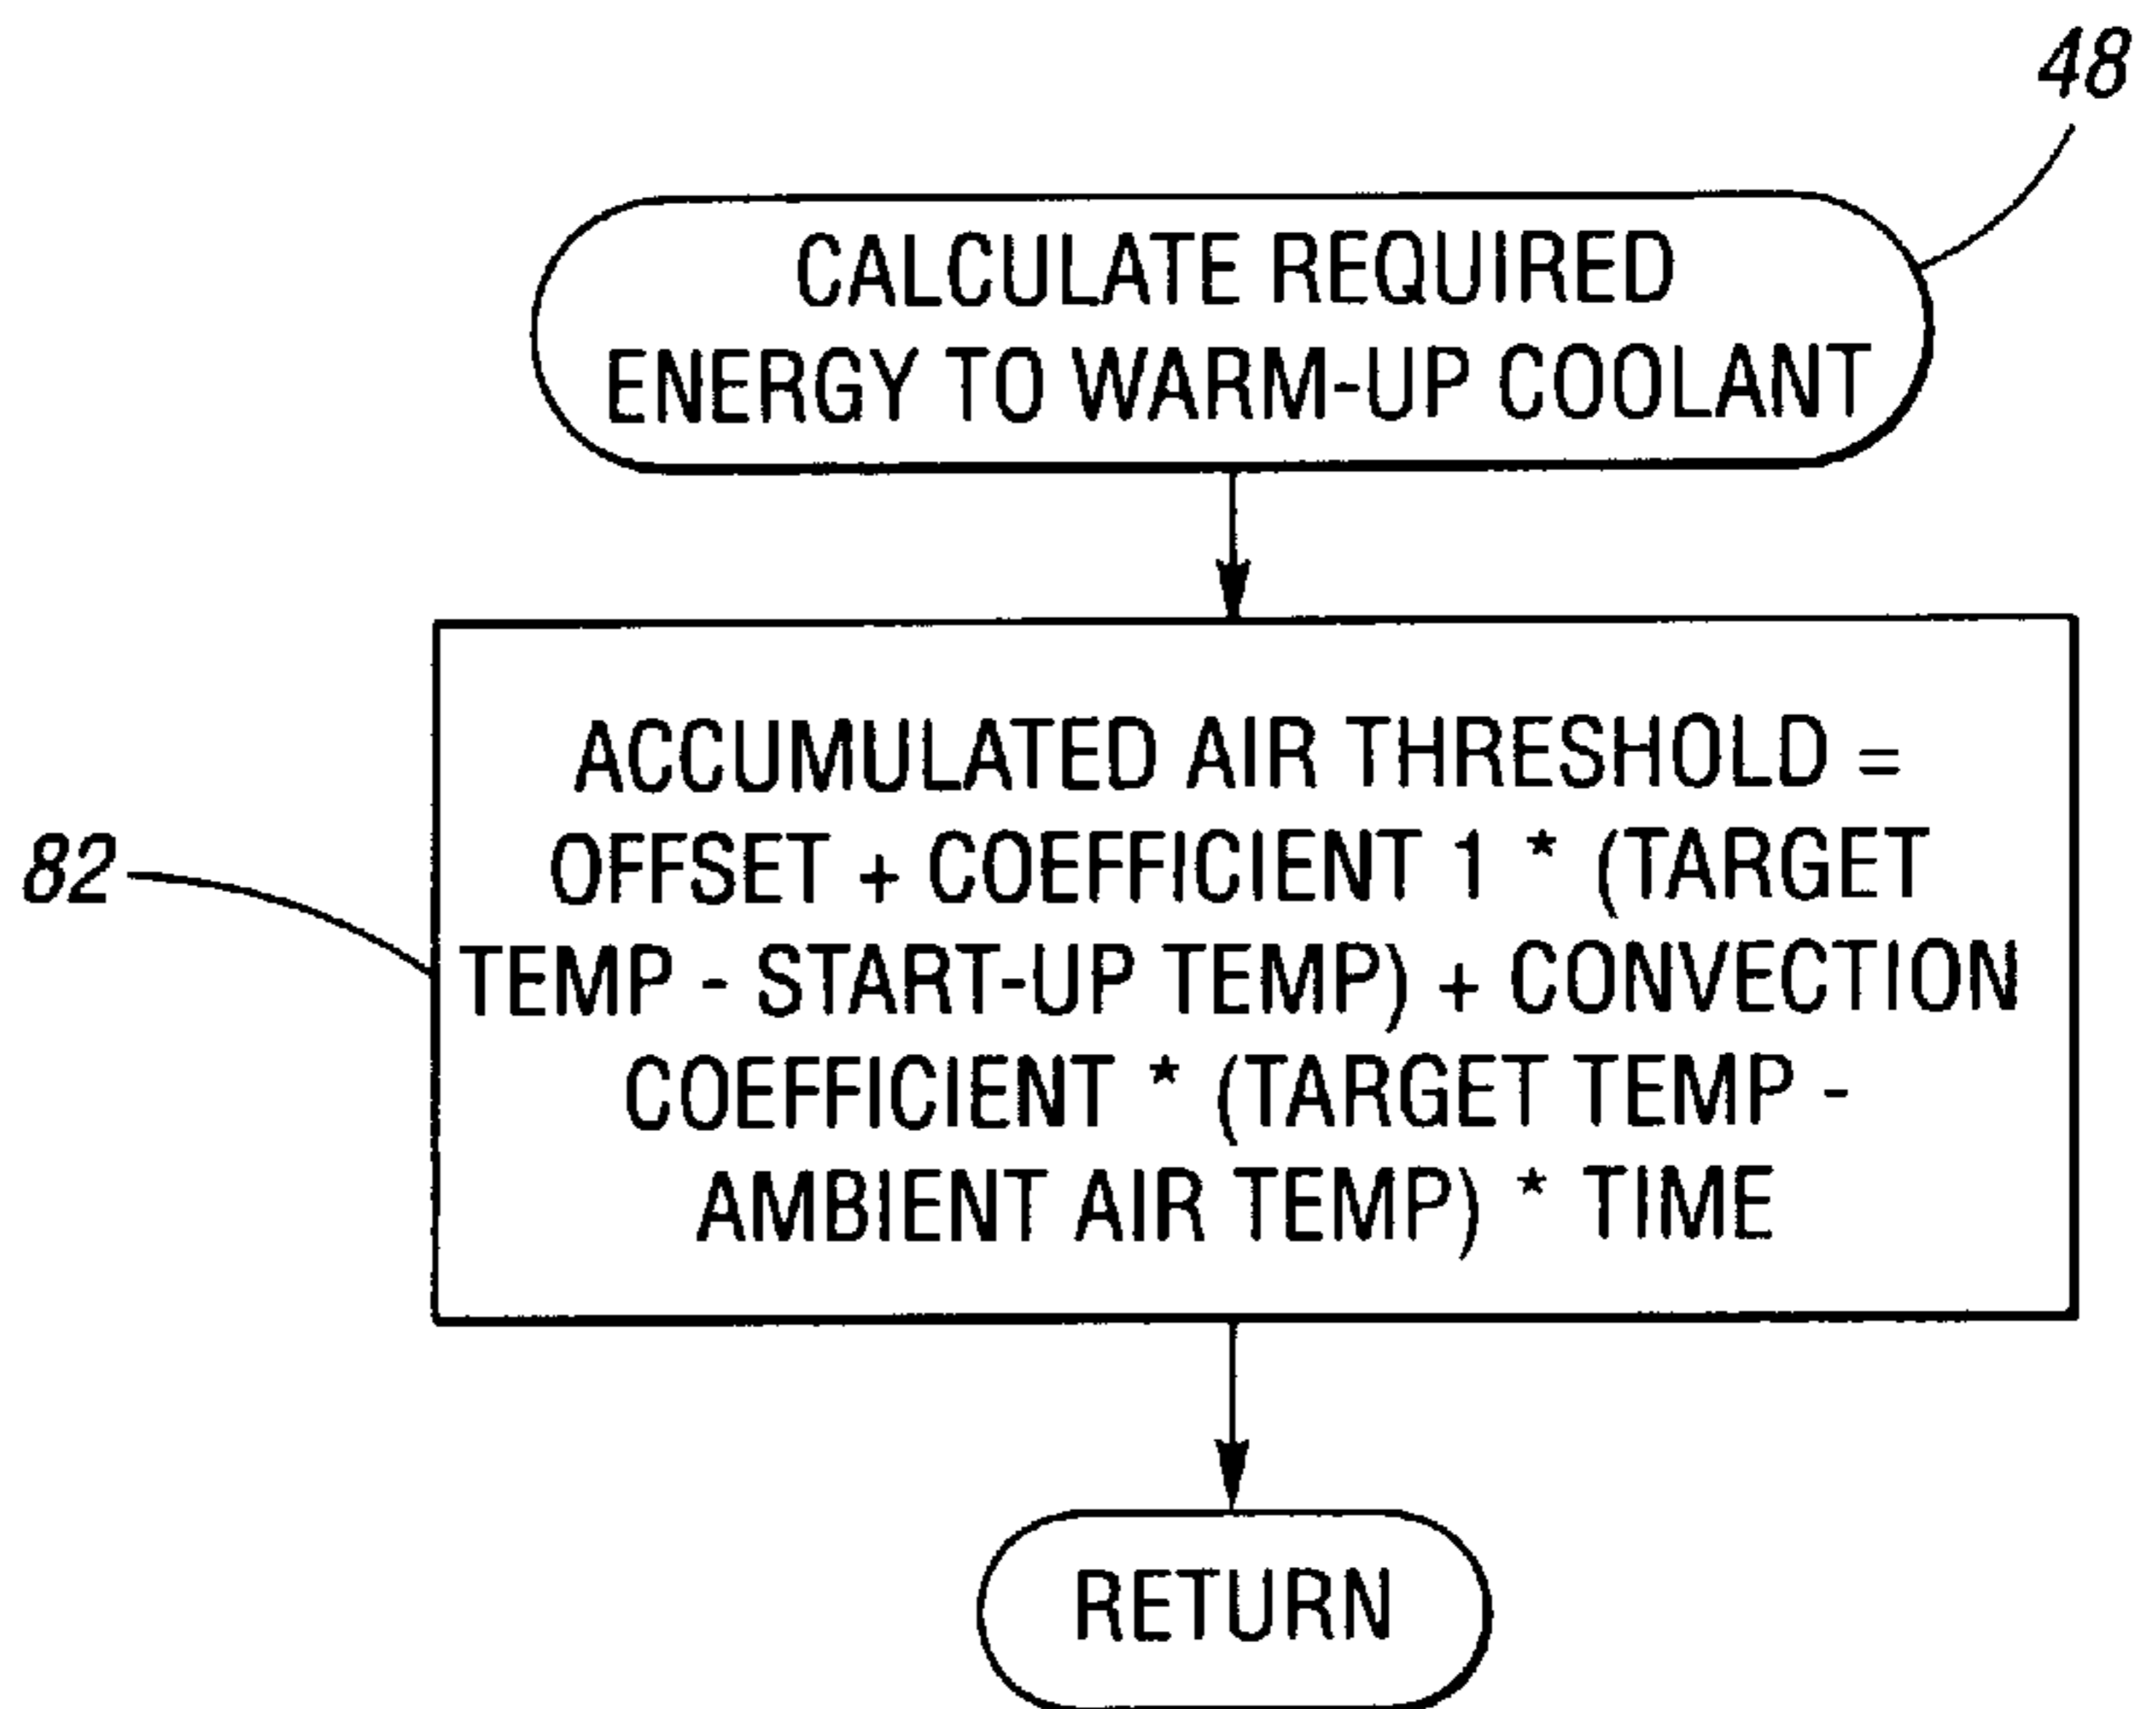 48
CALCULATE REQUIRED
ENERGY TO WARM-UP COOLANT
ACCUMULATED AIR THRESHOLD =
OFFSET + COEFFICIENT 1 * (TARGET
TEMP - START-UP TEMP) + CONVECTION
COEFFICIENT * (TARGET TEMP -
AMBIENT AIR TEMP) * TIME
82
RETURN